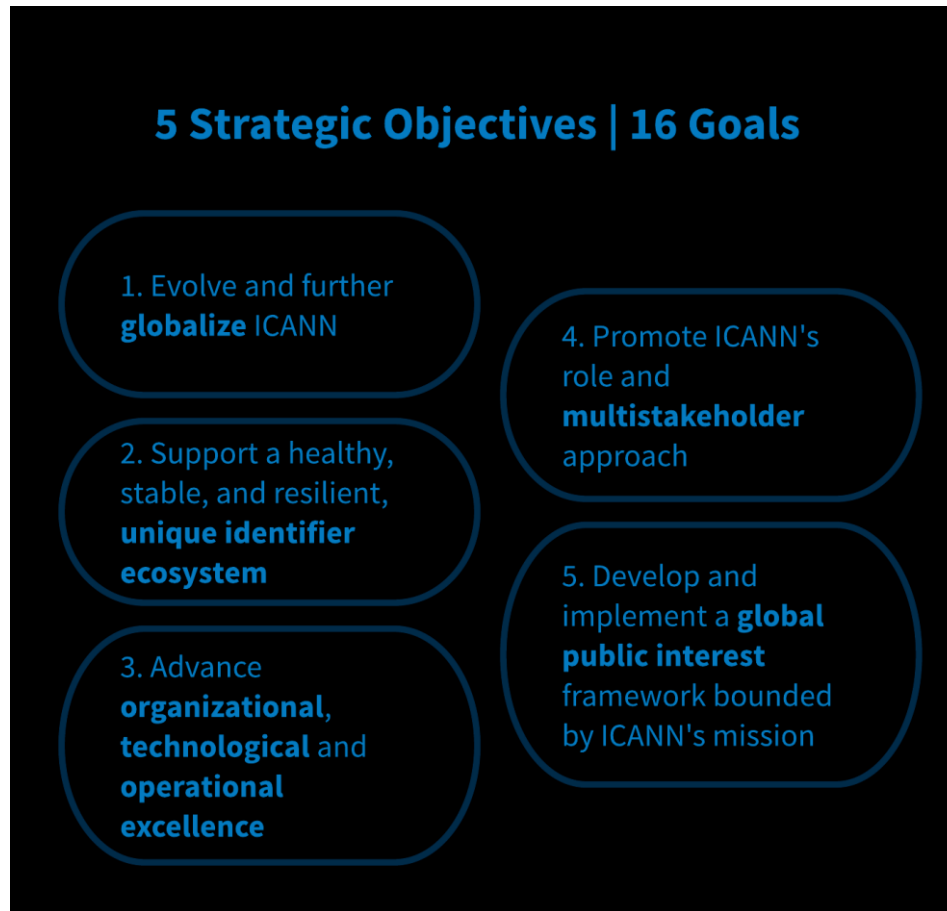 5 Strategic Objectives | 16 Goals
1. Evolve and further
globalize ICANN
2. Support a healthy,
stable, and resilient,
unique identifier
ecosystem
3. Advance
organizational,
technological and
operational
excellence
4. Promote ICANN's
role and
multistakeholder
approach
5. Develop and
implement a global
public interest
framework bounded
by ICANN's mission